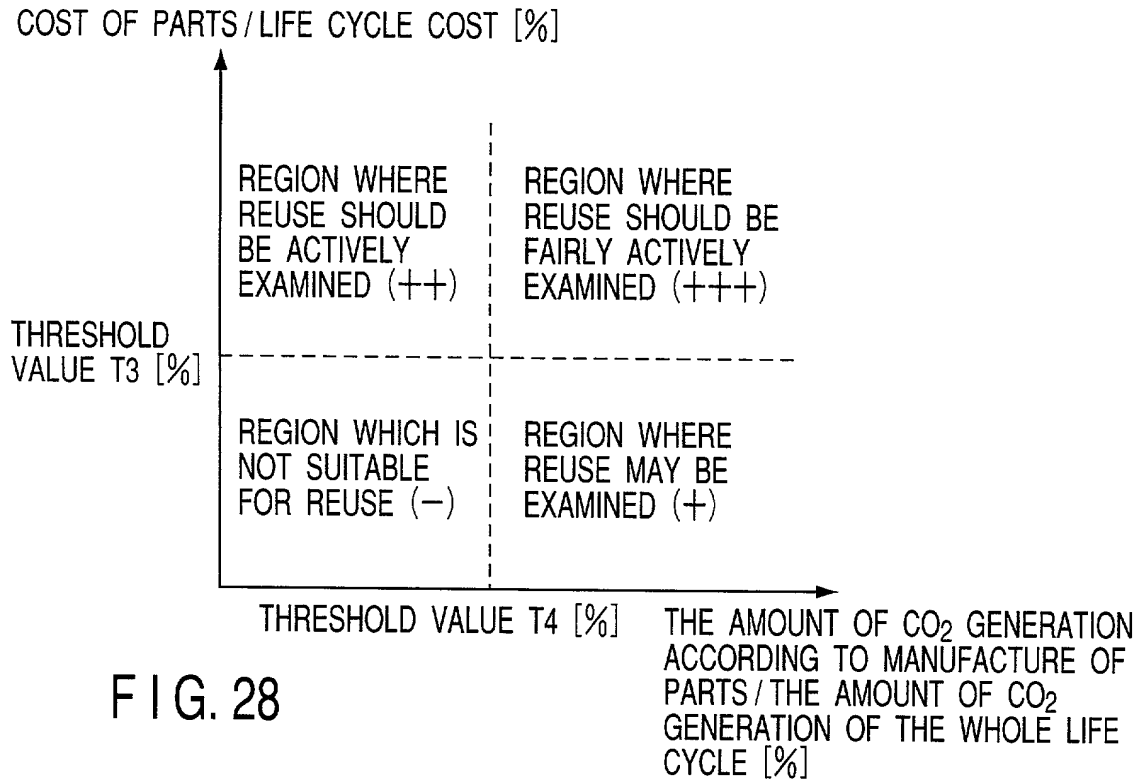 COST OF PARTS / LIFE CYCLE COST [%]
REGION WHERE
REUSE SHOULD
BE ACTIVELY
EXAMINED (++)
REGION WHERE
REUSE SHOULD BE
FAIRLY ACTIVELY
EXAMINED (+++)
THRESHOLD
VALUE T3 [%]
REGION WHICH IS
NOT SUITABLE
FOR REUSE (−)
REGION WHERE
REUSE MAY BE
EXAMINED (+)
THRESHOLD VALUE T4 [%]
THE AMOUNT OF CO₂ GENERATION
ACCORDING TO MANUFACTURE OF
PARTS / THE AMOUNT OF CO₂
GENERATION OF THE WHOLE LIFE
CYCLE [%]
FIG. 28